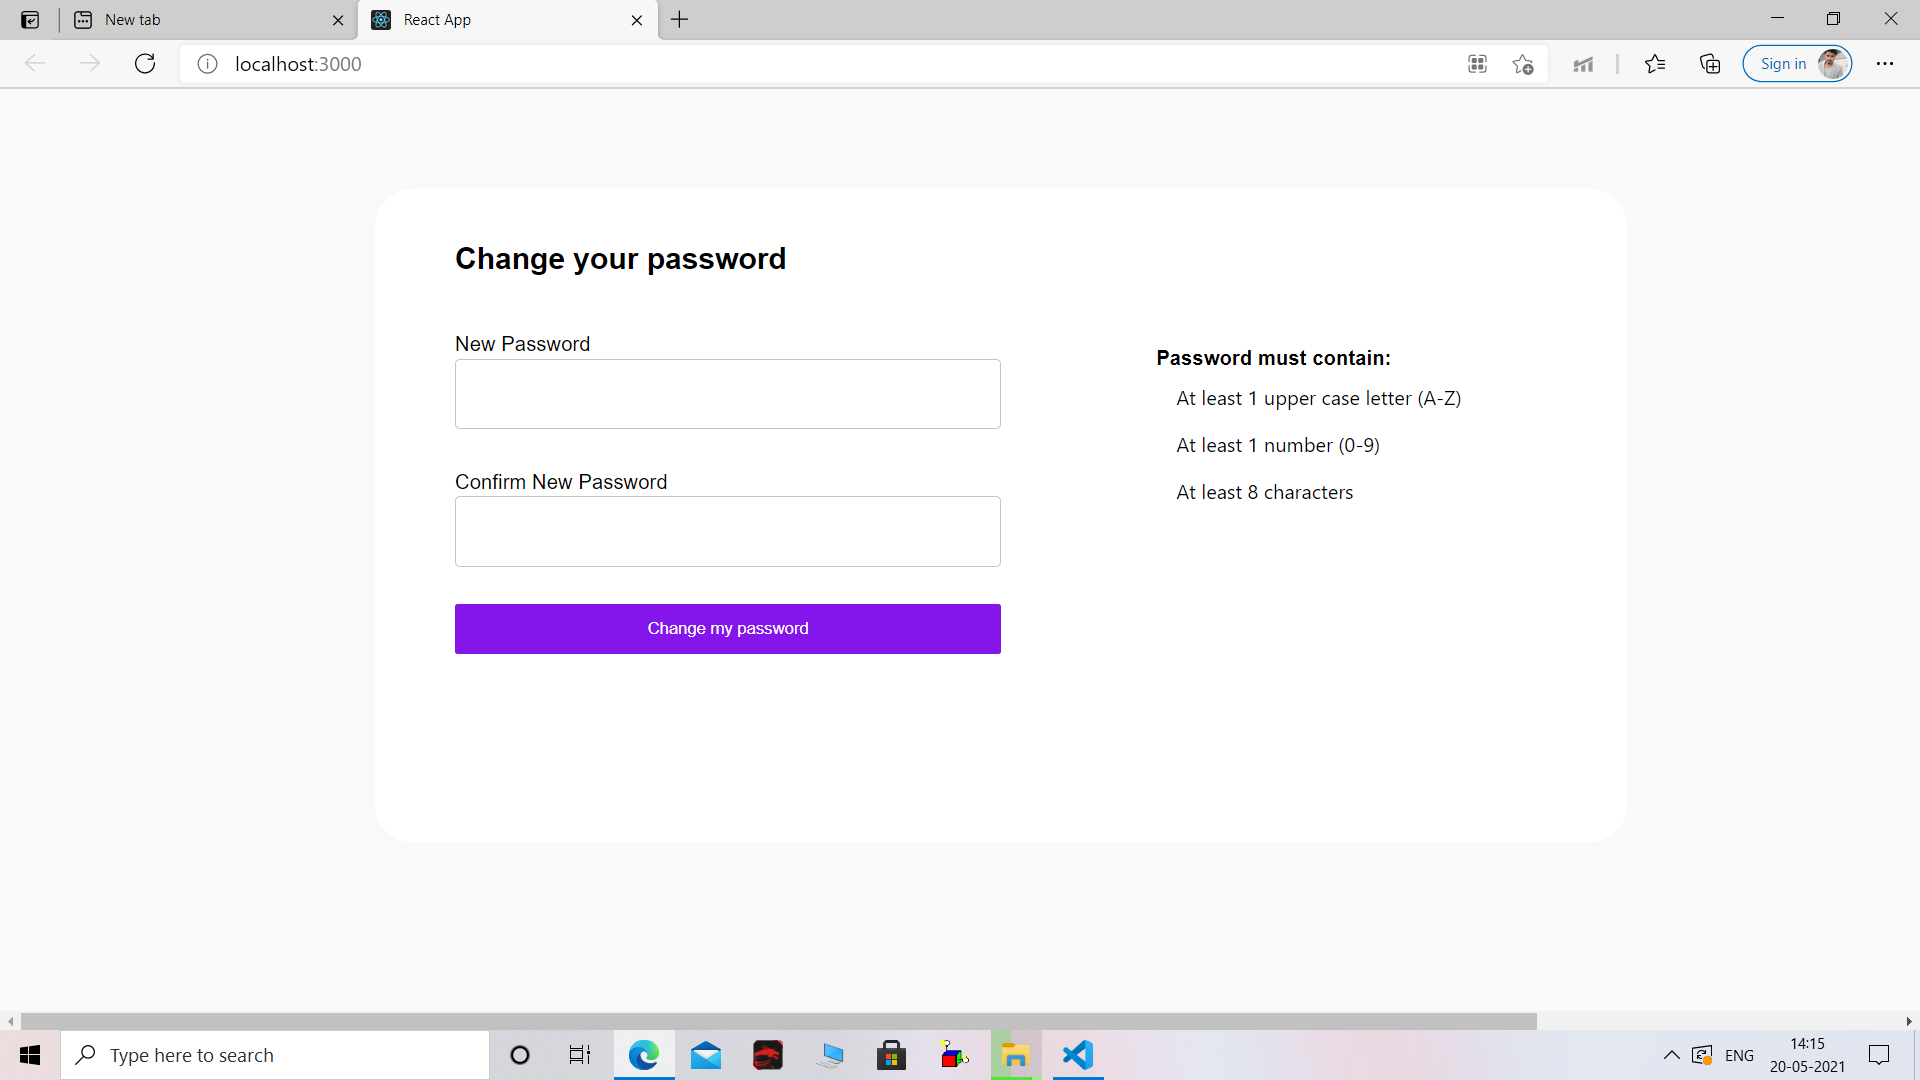 New tab
React App
localhost:3000
Sign in
Change your password
New Password
Password must contain:
At least 1 upper case letter (A-Z)
At least 1 number (0-9)
Confirm New Password
At least 8 characters
Change my password
Type here to search
ENG
14:15
20-05-2021